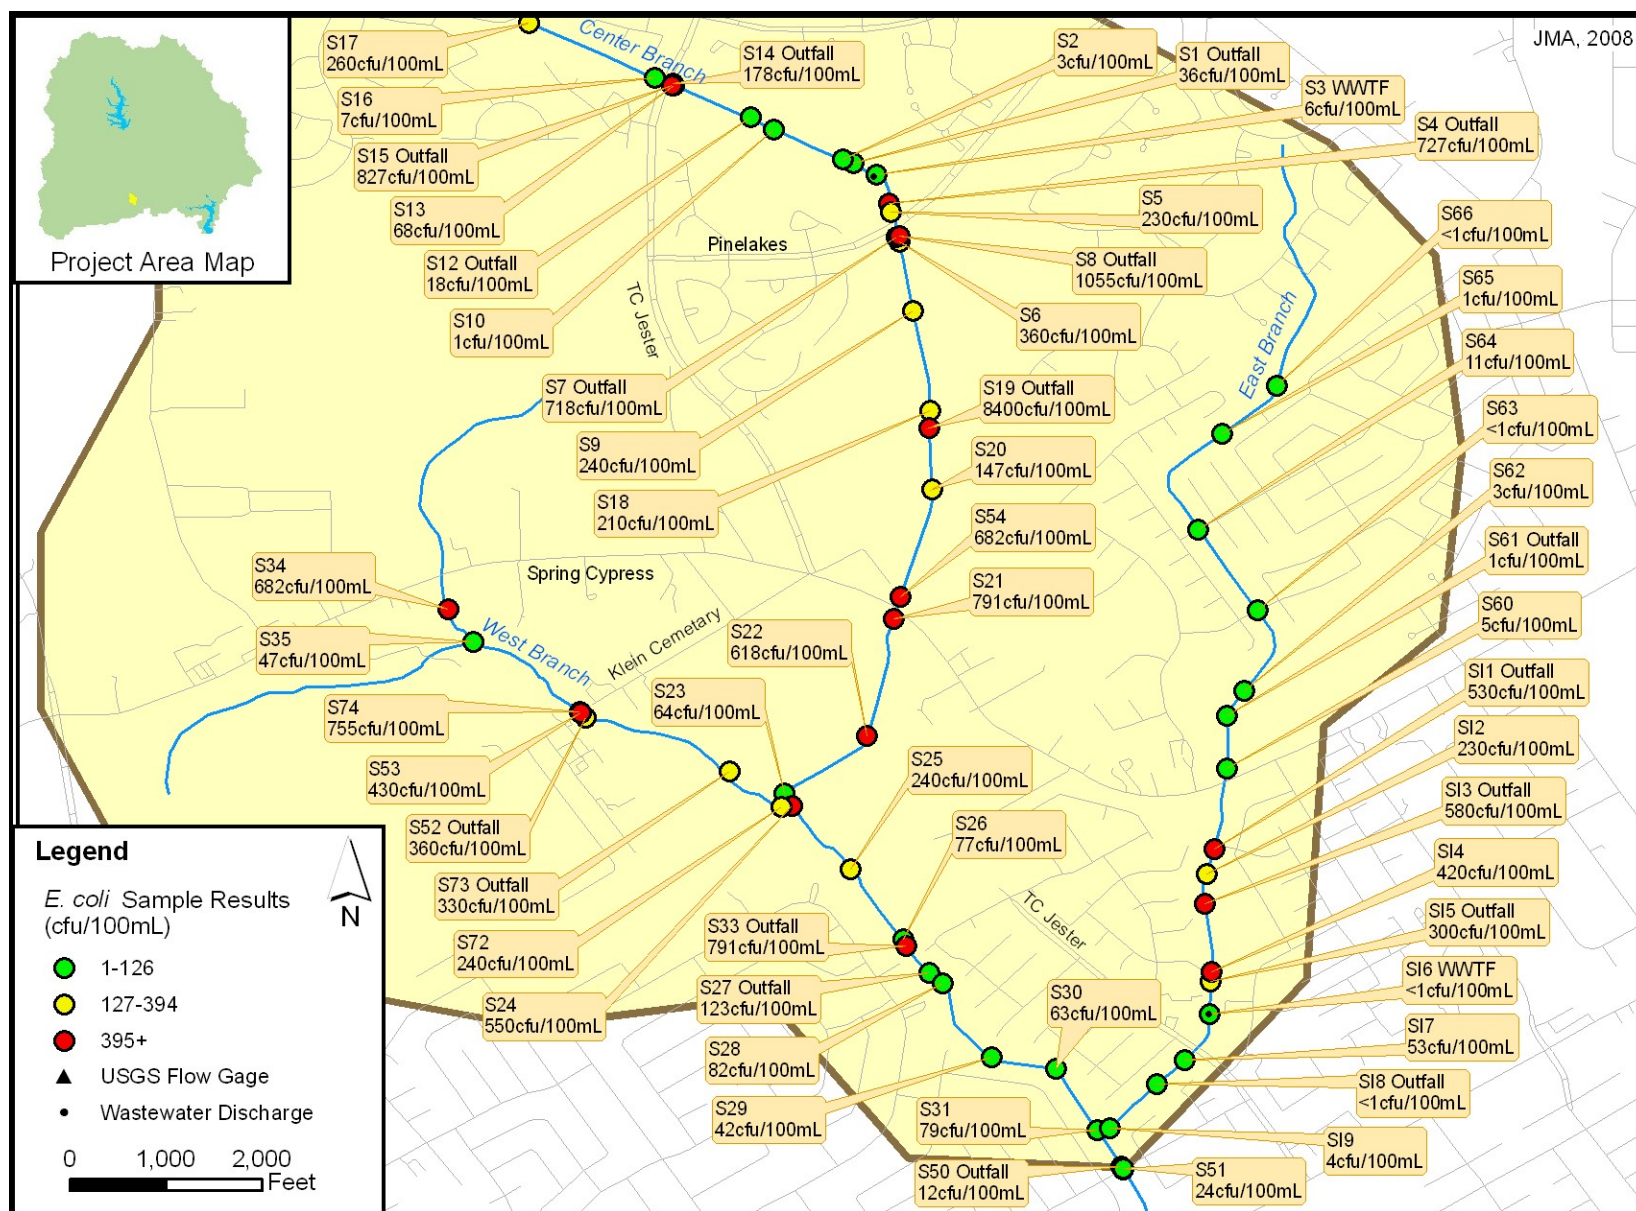 JMA, 2008
Project Area Map
Center Branch
S17
260cfu/100mL
S14 Outfall
178cfu/100mL
S2
3cfu/100mL
S1 Outfall
36cfu/100mL
S3 WWTF
6cfu/100mL
S4 Outfall
727cfu/100mL
S16
7cfu/100mL
S15 Outfall
827cfu/100mL
S13
68cfu/100mL
S12 Outfall
18cfu/100mL
S10
1cfu/100mL
Pinelakes
TC Jester
S5
230cfu/100mL
S8 Outfall
1055cfu/100mL
S6
360cfu/100mL
S66
<1cfu/100mL
S65
1cfu/100mL
S64
11cfu/100mL
East Branch
S7 Outfall
718cfu/100mL
S19 Outfall
8400cfu/100mL
S9
240cfu/100mL
S20
147cfu/100mL
S18
210cfu/100mL
S54
682cfu/100mL
S21
791cfu/100mL
S63
<1cfu/100mL
S62
3cfu/100mL
S61 Outfall
1cfu/100mL
S60
5cfu/100mL
Spring Cypress
S34
682cfu/100mL
S35
47cfu/100mL
West Branch
Klein Cemetary
S22
618cfu/100mL
S23
64cfu/100mL
S74
755cfu/100mL
S53
430cfu/100mL
S52 Outfall
360cfu/100mL
S73 Outfall
330cfu/100mL
S72
240cfu/100mL
S24
550cfu/100mL
S25
240cfu/100mL
S26
77cfu/100mL
SI1 Outfall
530cfu/100mL
SI2
230cfu/100mL
SI3 Outfall
580cfu/100mL
SI4
420cfu/100mL
SI5 Outfall
300cfu/100mL
SI6 WWTF
<1cfu/100mL
SI7
53cfu/100mL
SI8 Outfall
<1cfu/100mL
SI9
4cfu/100mL
TC Jester
S33 Outfall
791cfu/100mL
S27 Outfall
123cfu/100mL
S28
82cfu/100mL
S29
42cfu/100mL
S30
63cfu/100mL
S31
79cfu/100mL
S50 Outfall
12cfu/100mL
S51
24cfu/100mL
Legend
E. coli Sample Results
(cfu/100mL)
1-126
127-394
395+
USGS Flow Gage
Wastewater Discharge
N
0 1,000 2,000
Feet